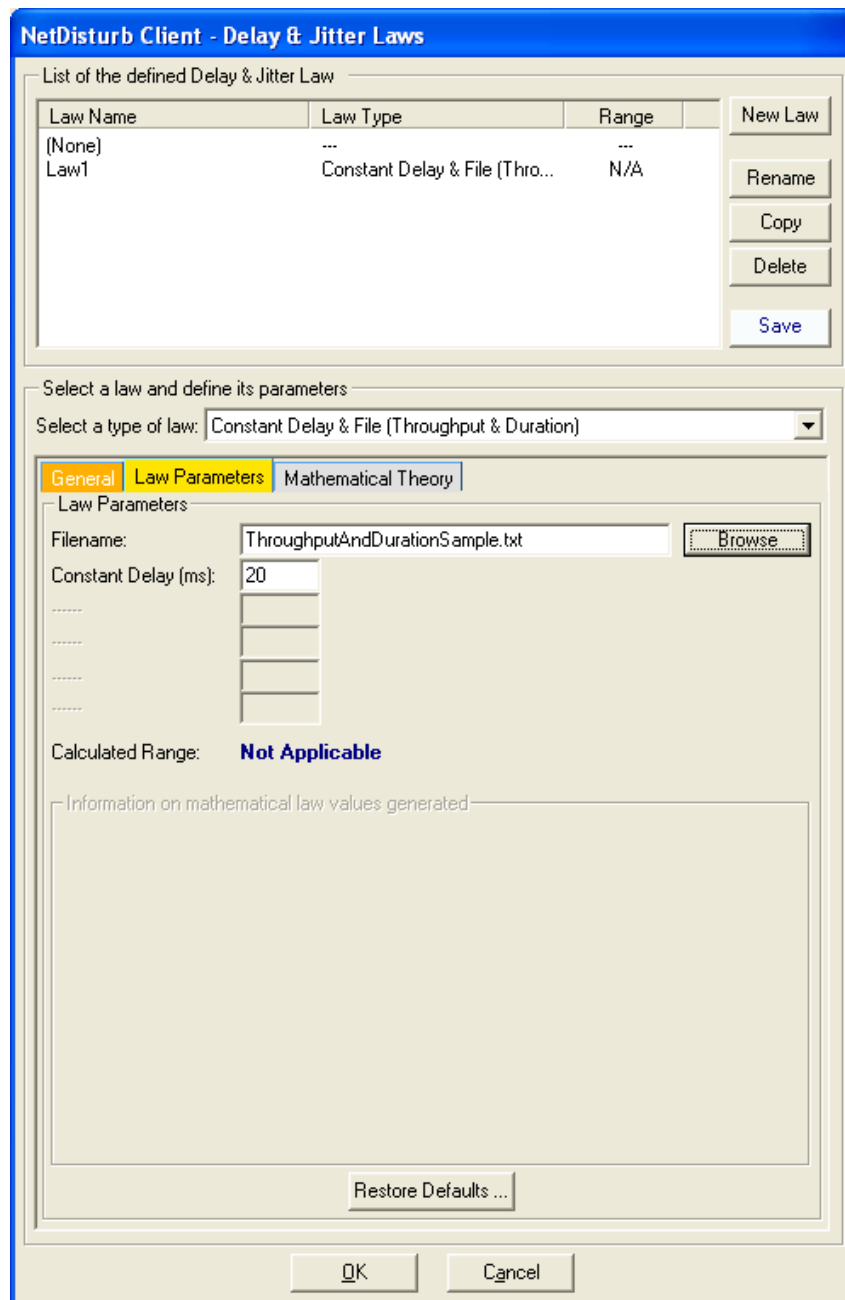 NetDisturb Client - Delay & Jitter Laws
List of the defined Delay & Jitter Law
Law Name Law Type Range
New Law
(None) --- ---
Law1 Constant Delay & File (Thro... N/A
Rename
Copy
Delete
Save
Select a law and define its parameters
Select a type of law: Constant Delay & File (Throughput & Duration)
General Law Parameters Mathematical Theory
Law Parameters
Filename: ThroughputAndDurationSample.txt Browse
Constant Delay (ms): 20
------
------
------
------
Calculated Range: Not Applicable
Information on mathematical law values generated
Restore Defaults ...
OK Cancel